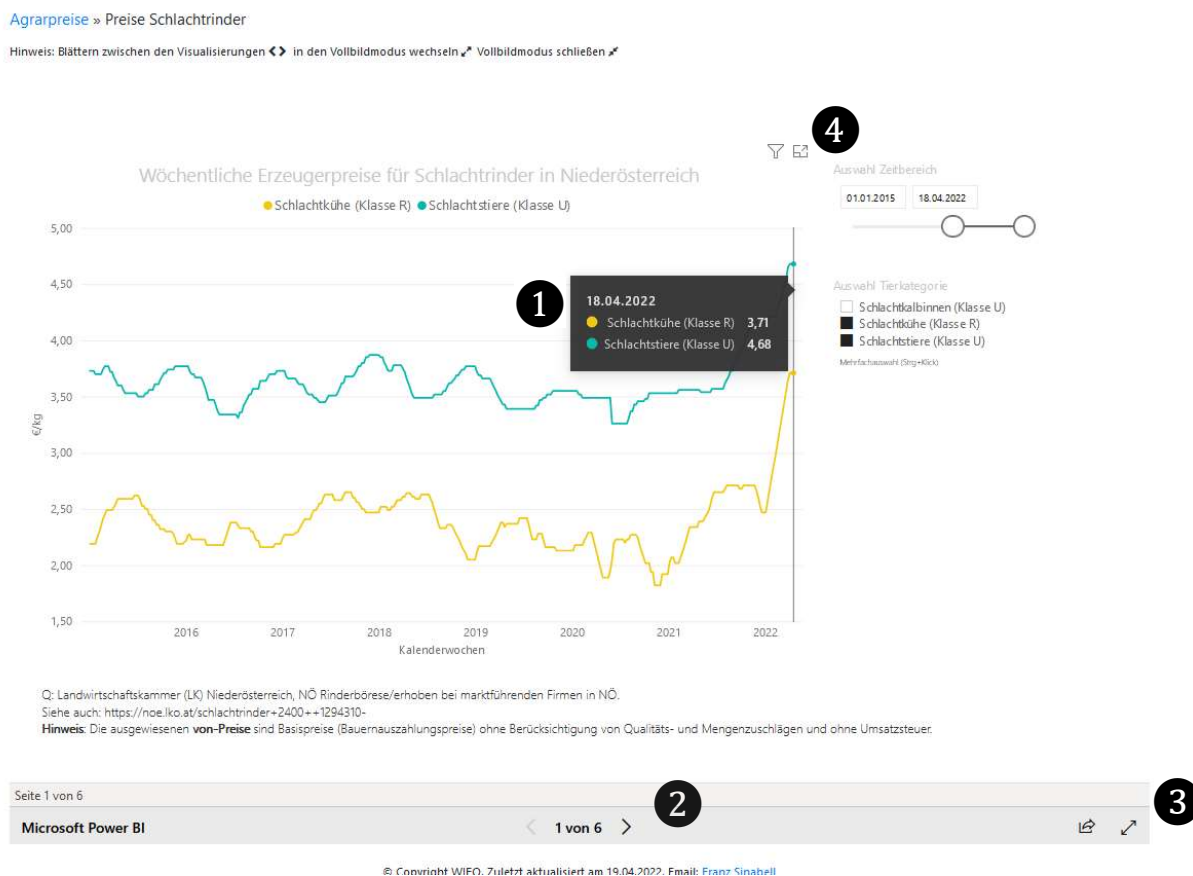 Agrarpreise » Preise Schlachtrinder
Hinweis: Blättern zwischen den Visualisierungen in den Vollbildmodus wechseln Vollbildmodus schließen
4
Wöchentliche Erzeugerpreise für Schlachtrinder in Niederösterreich
Schlachtkühe (Klasse R) Schlachtstiere (Klasse U)
Auswahl Zeitbereich
01.01.2015 18.04.2022
5,00
4,50
4,00
3,50
3,00
2,50
2,00
1,50
€/kg
1
18.04.2022
Schlachtkühe (Klasse R) 3,71
Schlachtstiere (Klasse U) 4,68
Auswahl Tierkategorie
Schlachtkalbinnen (Klasse U)
Schlachtkühe (Klasse R)
Schlachtstiere (Klasse U)
Mehrfachauswahl (Strg+Klick)
2016 2017 2018 2019 2020 2021 2022
Kalenderwochen
Q: Landwirtschaftskammer (LK) Niederösterreich, NÖ Rinderbörese/erhoben bei marktführenden Firmen in NÖ.
Siehe auch: https://noe.lko.at/schlachtrinder+2400++1294310-
Hinweis: Die ausgewiesenen von-Preise sind Basispreise (Bauernauszahlungspreise) ohne Berücksichtigung von Qualitäts- und Mengenzuschlägen und ohne Umsatzsteuer.
Seite 1 von 6
2
3
Microsoft Power BI 1 von 6
© Copyright WIFO. Zuletzt aktualisiert am 19.04.2022. Email: Franz Sinabell